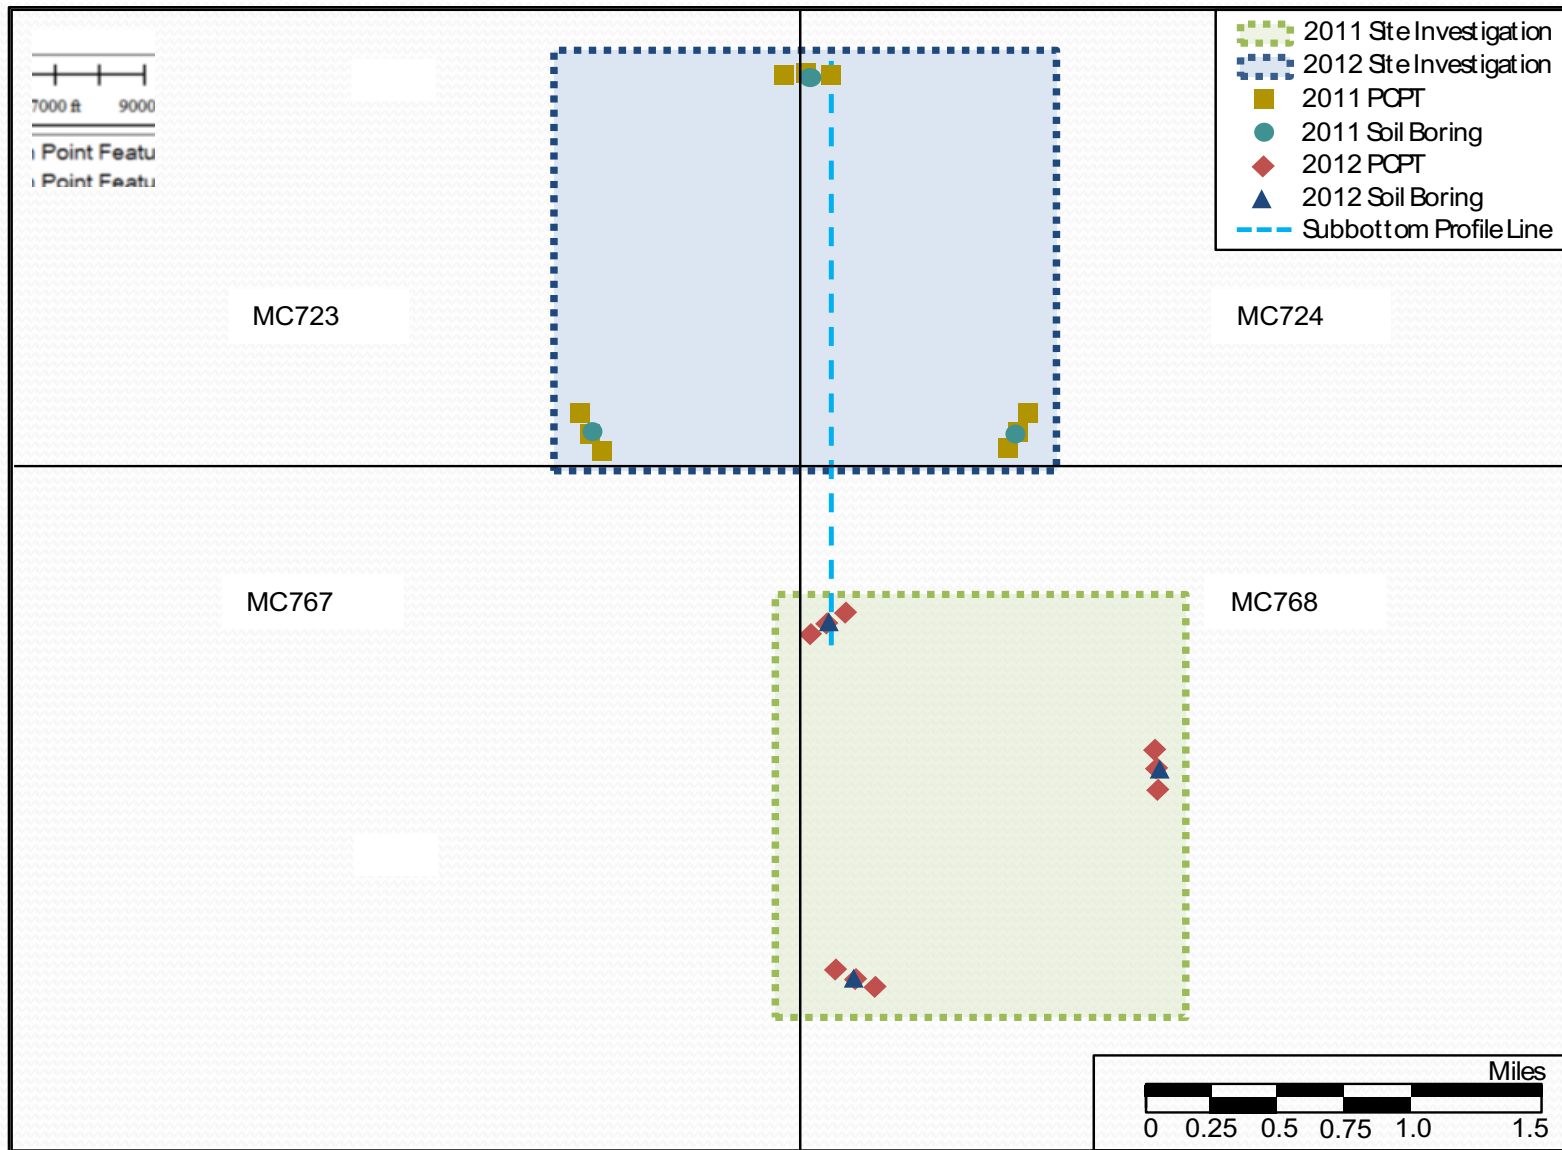 7000 ft 9000
Point Featu
Point Featu
2011 Site Investigation
2012 Site Investigation
2011 PCPT
2011 Soil Boring
2012 PCPT
2012 Soil Boring
Subbottom Profile Line
MC723
MC724
MC767
MC768
Miles
0 0.25 0.5 0.75 1.0 1.5